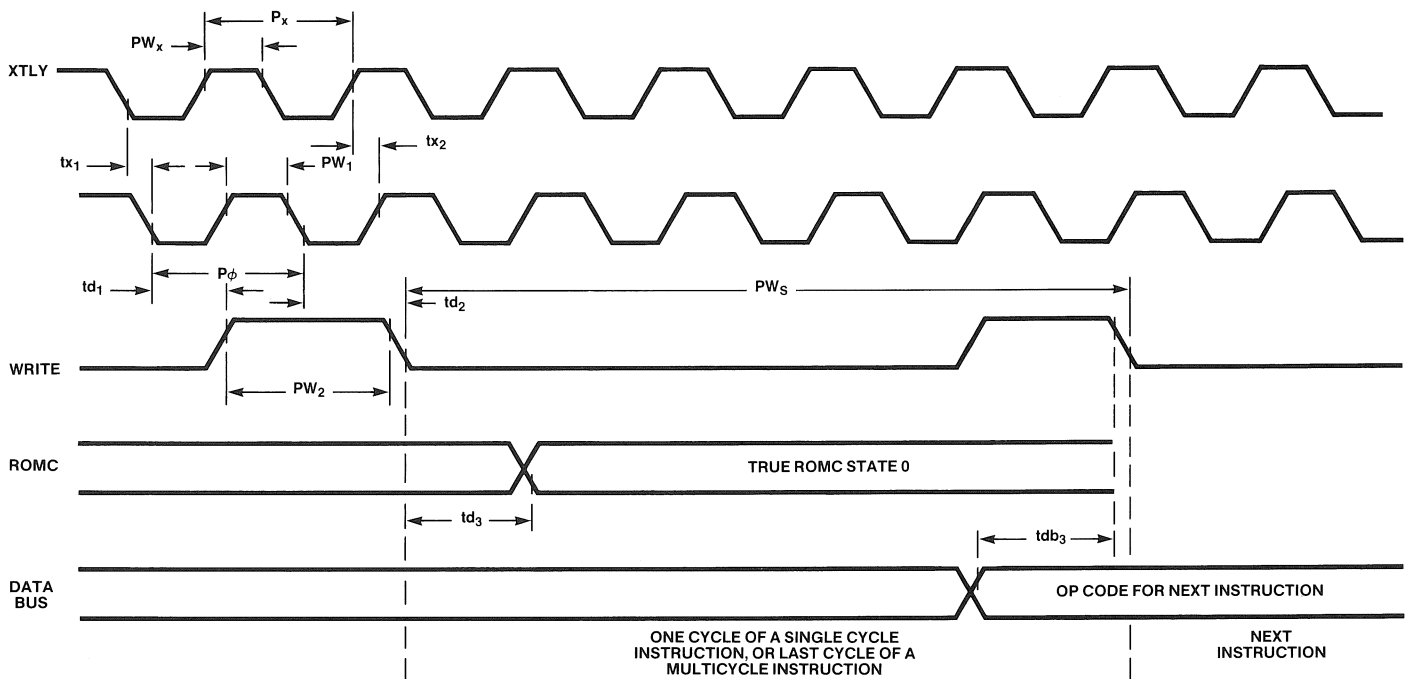 Px
PWx
XTLY
tx1
PW1
tx2
Pφ
td1
PWS
td2
WRITE
PW2
ROMC
TRUE ROMC STATE 0
td3
tdb3
DATA
BUS
OP CODE FOR NEXT INSTRUCTION
ONE CYCLE OF A SINGLE CYCLE
INSTRUCTION, OR LAST CYCLE OF A
MULTICYCLE INSTRUCTION
NEXT
INSTRUCTION